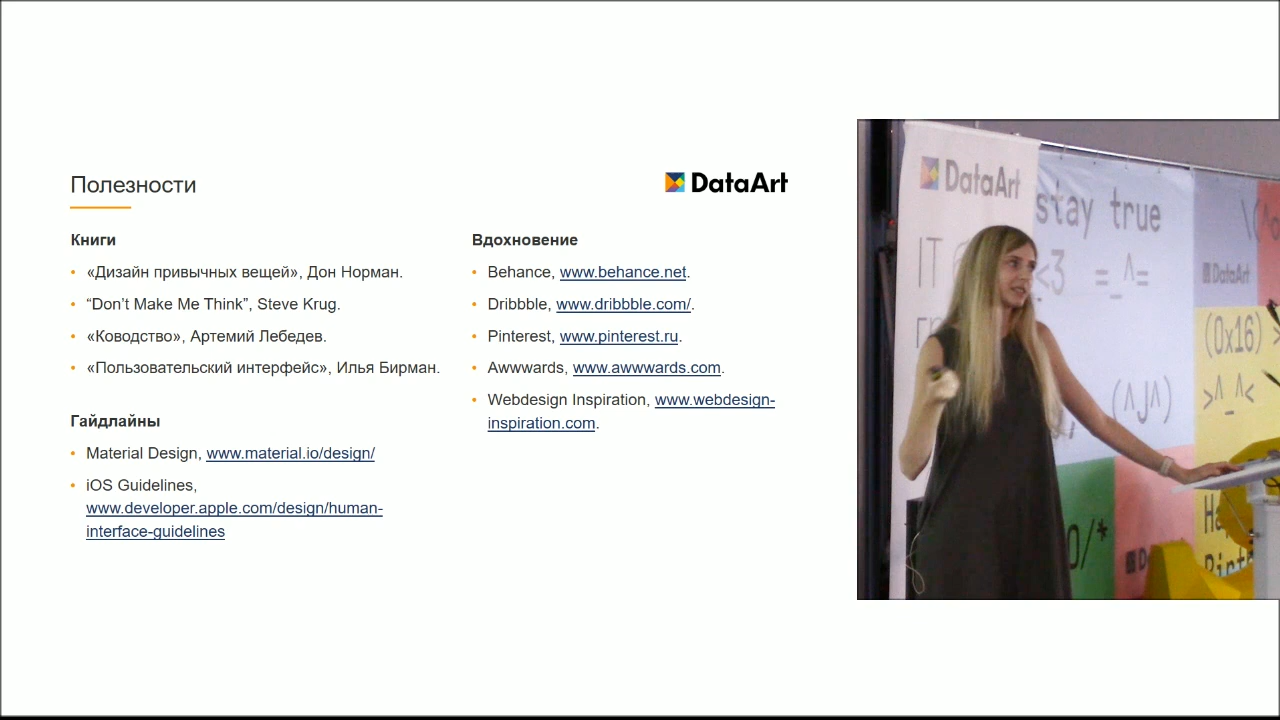 Полезности
DataArt
Книги
• «Дизайн привычных вещей», Дон Норман.
• “Don’t Make Me Think”, Steve Krug.
• «Ководство», Артемий Лебедев.
• «Пользовательский интерфейс», Илья Бирман.
Гайдлайны
• Material Design, www.material.io/design/
• iOS Guidelines,
www.developer.apple.com/design/human-
interface-guidelines
Вдохновение
• Behance, www.behance.net.
• Dribbble, www.dribbble.com/.
• Pinterest, www.pinterest.ru.
• Awwwards, www.awwwards.com.
• Webdesign Inspiration, www.webdesign-
inspiration.com.
DataArt
stay true
IT
<3 =_^=
DataArt
(0x16)
(^J^)
>^_^<